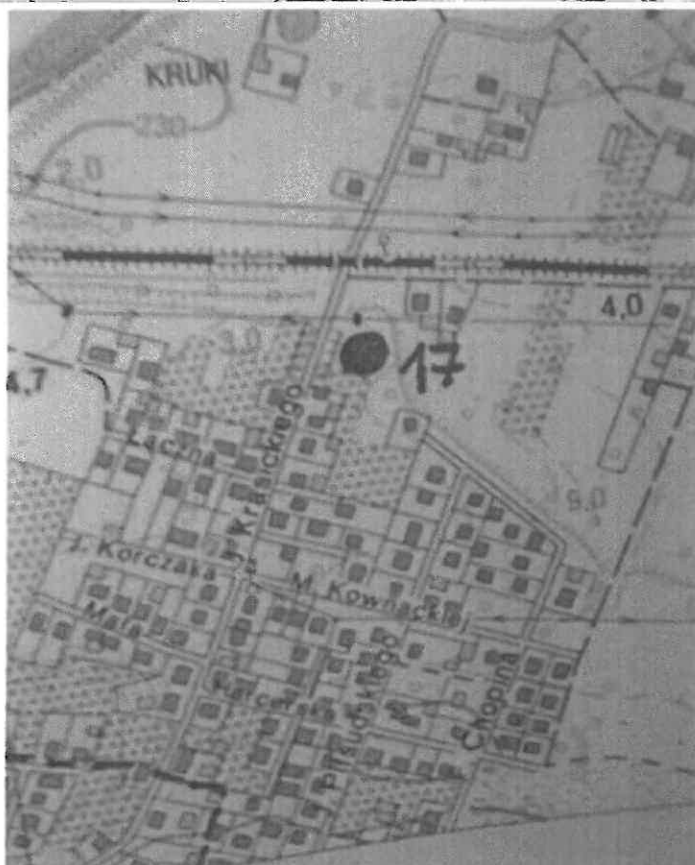 KRUKI
230
2.0
4,0
3.0
17
4.7
Łączna
I. Krasickiego
9.0
J. Korczaka
M. Kownackiej
Mała
Piłsudskiego
Chopina